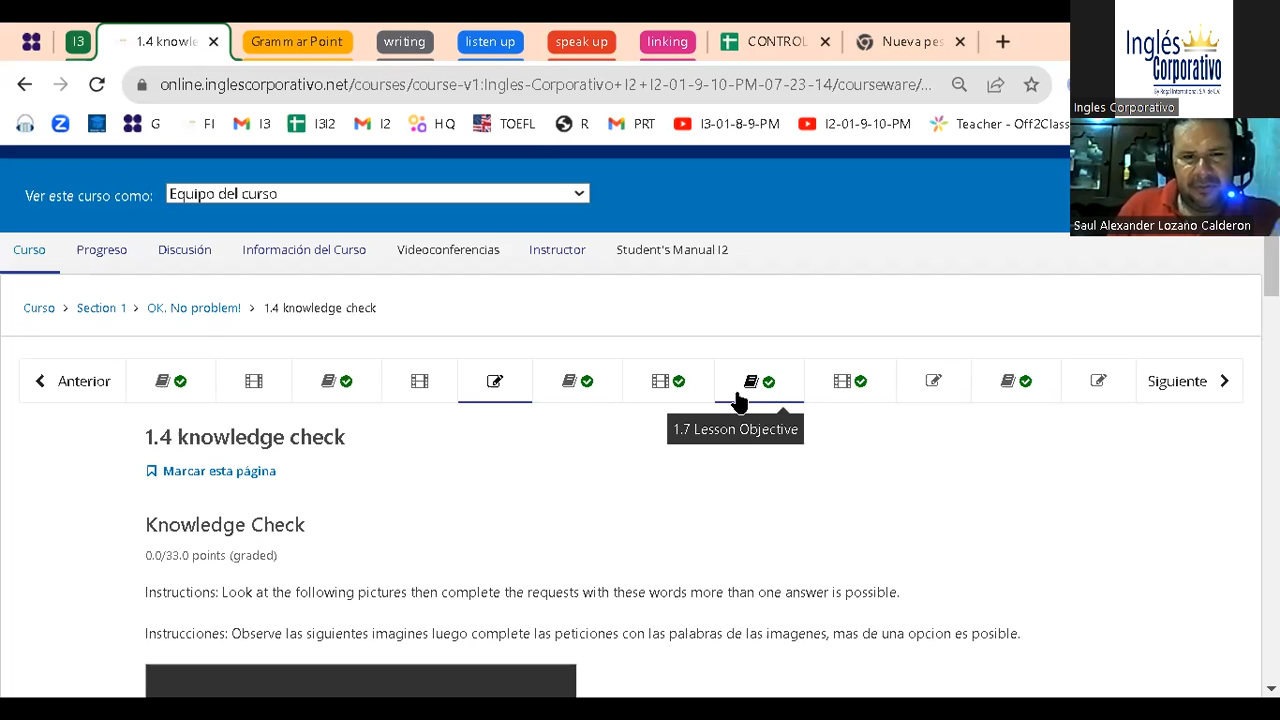 I3
1.4 knowle
Grammar Point
writing
listen up
speak up
linking
CONTROL
Nueva pes
online.inglescorporativo.net/courses/course-v1:Ingles-Corporativo+I2+I2-01-9-10-PM-07-23-14/courseware/...
G
FI
I3
I3I2
I2
HQ
TOEFL
R
PRT
I3-01-8-9-PM
I2-01-9-10-PM
Teacher - Off2Class
Inglés
Corporativo
Ingles Corporativo
Saul Alexander Lozano Calderon
Ver este curso como:
Equipo del curso
Curso
Progreso
Discusión
Información del Curso
Videoconferencias
Instructor
Student's Manual I2
Curso > Section 1 > OK. No problem! > 1.4 knowledge check
Anterior
Siguiente
1.7 Lesson Objective
1.4 knowledge check
Marcar esta página
Knowledge Check
0.0/33.0 points (graded)
Instructions: Look at the following pictures then complete the requests with these words more than one answer is possible.
Instrucciones: Observe las siguientes imagines luego complete las peticiones con las palabras de las imagenes, mas de una opcion es posible.